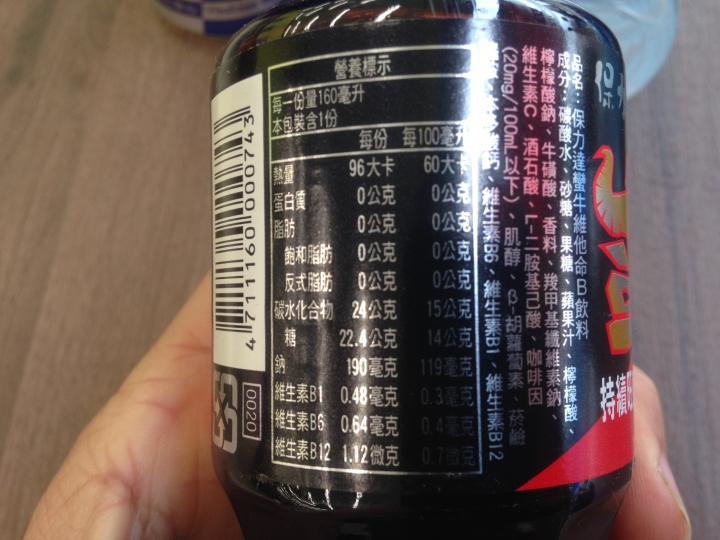 營養標示
每一份量160毫升
本包裝含1份
每份 每100毫升
熱量 96大卡 60大卡
蛋白質 0公克 0公克
脂肪 0公克 0公克
飽和脂肪 0公克 0公克
反式脂肪 0公克 0公克
碳水化合物 24公克 15公克
糖 22.4公克 14公克
鈉 190毫克 119毫克
維生素B1 0.48毫克 0.3毫克
維生素B6 0.64毫克 0.4毫克
維生素B12 1.12微克 0.7微克
品名:保力達蠻牛維他命B飲料
成分:碳酸水、砂糖、果糖、蘋果汁、檸檬酸、
檸檬酸鈉、牛磺酸、香料、羧甲基纖維素鈉、
維生素C、酒石酸、L-二胺基己酸、咖啡因
(20mg/100mL以下)、肌醇、β-胡蘿蔔素、菸鹼
酸鈣、維生素B6、維生素B1、維生素B12
保
持續
4 711160 000743
0020